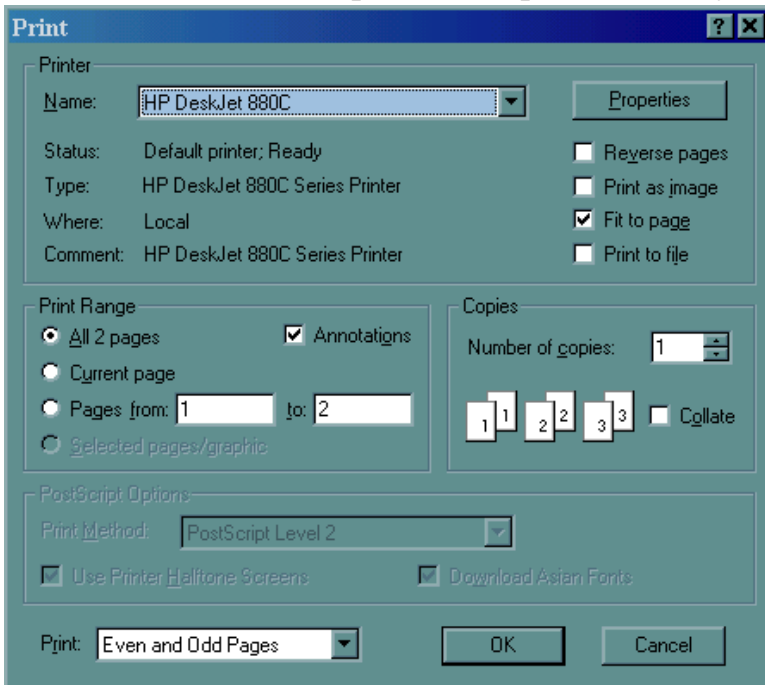 Print
Printer
Name: HP DeskJet 880C Properties
Status: Default printer; Ready Reverse pages
Type: HP DeskJet 880C Series Printer Print as image
Where: Local Fit to page
Comment: HP DeskJet 880C Series Printer Print to file
Print Range Copies
All 2 pages Annotations Number of copies: 1
Current page
Pages from: 1 to: 2 1 1 2 2 3 3 Collate
Selected pages/graphic
PostScript Options
Print Method: PostScript Level 2
Use Printer Halftone Screens Download Asian Fonts
Print: Even and Odd Pages OK Cancel